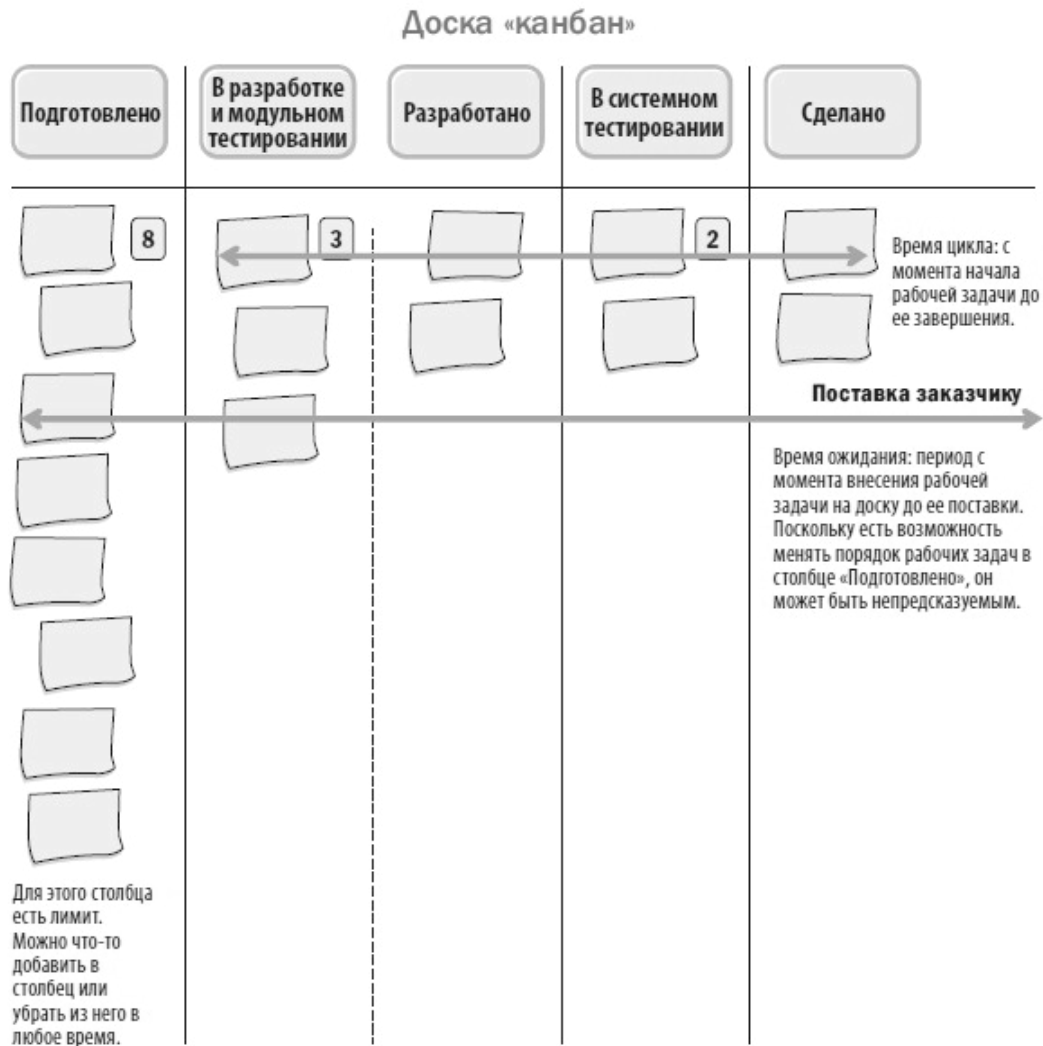 Доска «канбан»
Подготовлено
В разработке
и модульном
тестировании
Разработано
В системном
тестировании
Сделано
8
3
2
Время цикла: с
момента начала
рабочей задачи до
ее завершения.
Поставка заказчику
Время ожидания: период с
момента внесения рабочей
задачи на доску до ее поставки.
Поскольку есть возможность
менять порядок рабочих задач в
столбце «Подготовлено», он
может быть непредсказуемым.
Для этого столбца
есть лимит.
Можно что-то
добавить в
столбец или
убрать из него в
любое время.